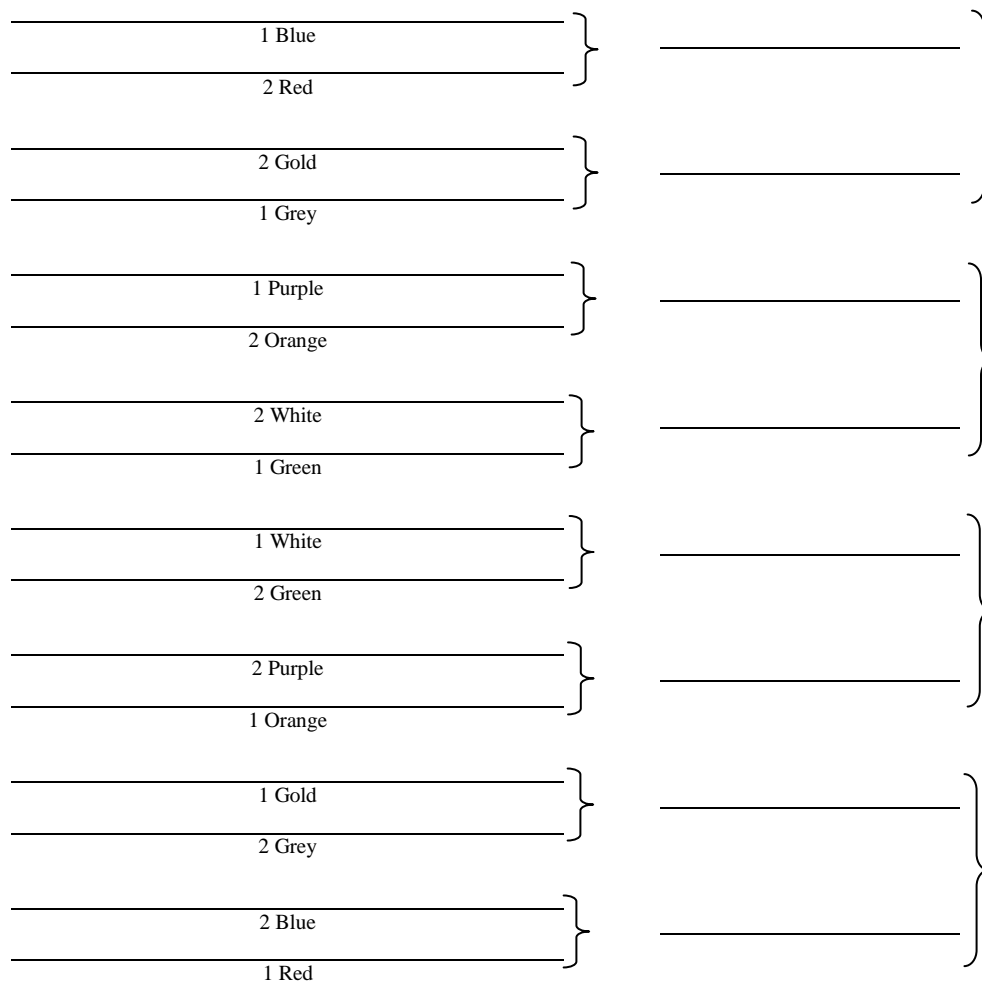 1 Blue
2 Red
2 Gold
1 Grey
1 Purple
2 Orange
2 White
1 Green
1 White
2 Green
2 Purple
1 Orange
1 Gold
2 Grey
2 Blue
1 Red